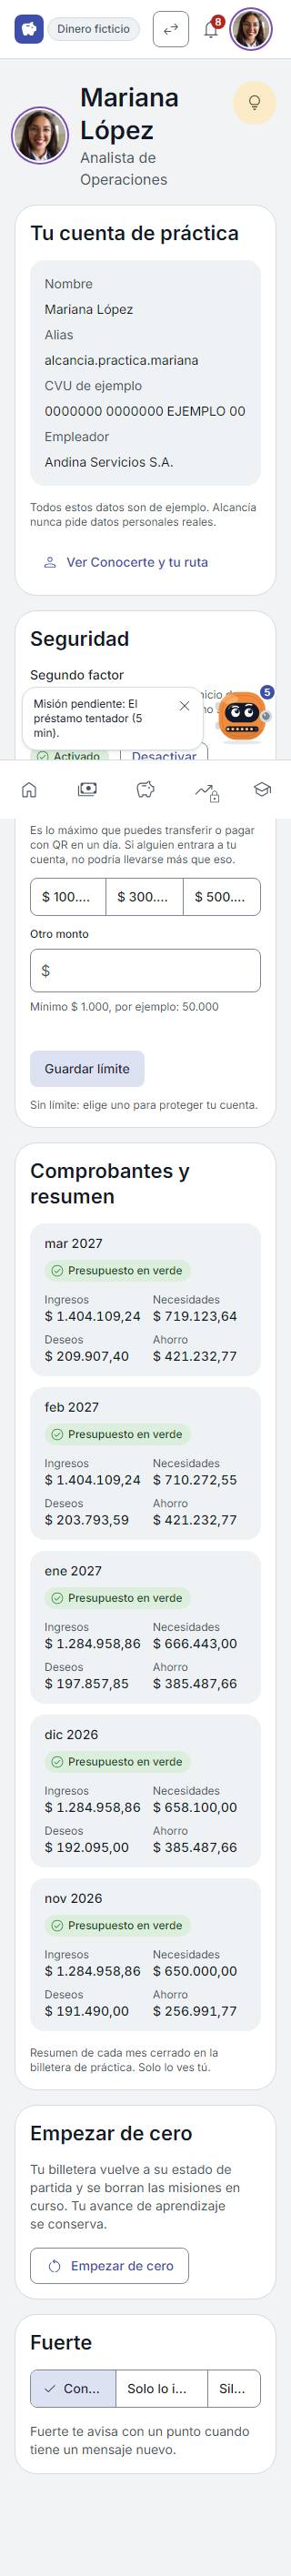 Dinero ficticio
8
Mariana
López
Analista de
Operaciones
Tu cuenta de práctica
Nombre
Mariana López
Alias
alcancia.practica.mariana
CVU de ejemplo
0000000 0000000 EJEMPLO 00
Empleador
Andina Servicios S.A.
Todos estos datos son de ejemplo. Alcancía
nunca pide datos personales reales.
Ver Conocerte y tu ruta
Seguridad
Segundo factor
Misión pendiente: El
préstamo tentador (5
min).
5
Activado
Desactivar
Es lo máximo que puedes transferir o pagar
con QR en un día. Si alguien entrara a tu
cuenta, no podría llevarse más que eso.
$ 100.... $ 300.... $ 500....
Otro monto
$
Mínimo $ 1.000, por ejemplo: 50.000
Guardar límite
Sin límite: elige uno para proteger tu cuenta.
Comprobantes y
resumen
mar 2027
Presupuesto en verde
Ingresos Necesidades
$ 1.404.109,24 $ 719.123,64
Deseos Ahorro
$ 209.907,40 $ 421.232,77
feb 2027
Presupuesto en verde
Ingresos Necesidades
$ 1.404.109,24 $ 710.272,55
Deseos Ahorro
$ 203.793,59 $ 421.232,77
ene 2027
Presupuesto en verde
Ingresos Necesidades
$ 1.284.958,86 $ 666.443,00
Deseos Ahorro
$ 197.857,85 $ 385.487,66
dic 2026
Presupuesto en verde
Ingresos Necesidades
$ 1.284.958,86 $ 658.100,00
Deseos Ahorro
$ 192.095,00 $ 385.487,66
nov 2026
Presupuesto en verde
Ingresos Necesidades
$ 1.284.958,86 $ 650.000,00
Deseos Ahorro
$ 191.490,00 $ 256.991,77
Resumen de cada mes cerrado en la
billetera de práctica. Solo lo ves tú.
Empezar de cero
Tu billetera vuelve a su estado de
partida y se borran las misiones en
curso. Tu avance de aprendizaje
se conserva.
Empezar de cero
Fuerte
Con... Solo lo i... Sil...
Fuerte te avisa con un punto cuando
tiene un mensaje nuevo.